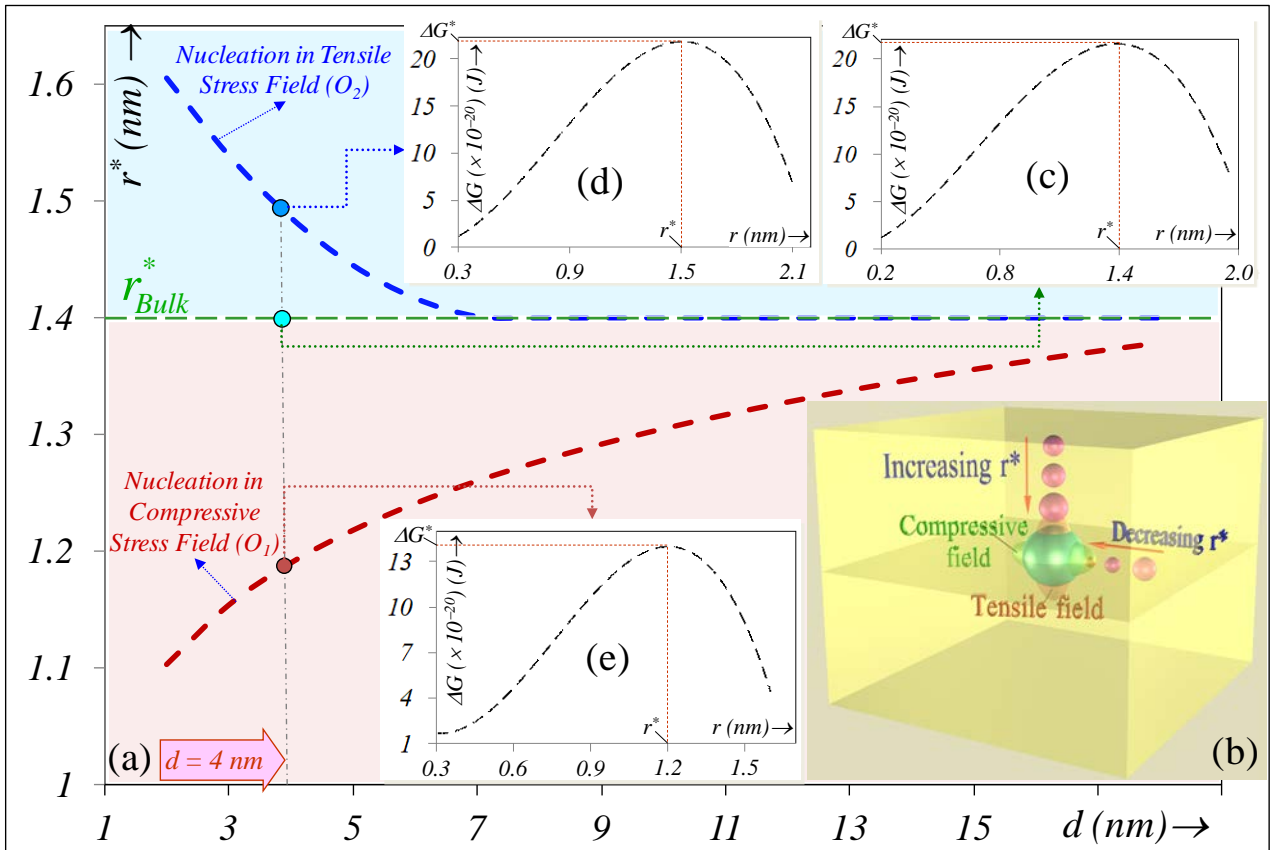 r* (nm) →
1.6
1.5
1.4
1.3
1.2
1.1
1
Nucleation in Tensile
Stress Field (O₂)
r*Bulk
Nucleation in
Compressive
Stress Field (O₁)
(a)
d = 4 nm
1 3 5 7 9 11 13 15 d (nm)→
ΔG*
20
15
10
5
0
ΔG (× 10⁻²⁰) (J)→
(d)
r* r (nm)→
0.3 0.9 1.5 2.1
ΔG*
20
15
10
5
0
ΔG (× 10⁻²⁰) (J)→
(c)
r* r (nm)→
0.2 0.8 1.4 2.0
ΔG*
13
10
7
4
1
ΔG (× 10⁻²⁰) (J)→
(e)
r* r (nm)→
0.3 0.6 0.9 1.2 1.5
Increasing r*
Compressive
field
Decreasing r*
Tensile field
(b)